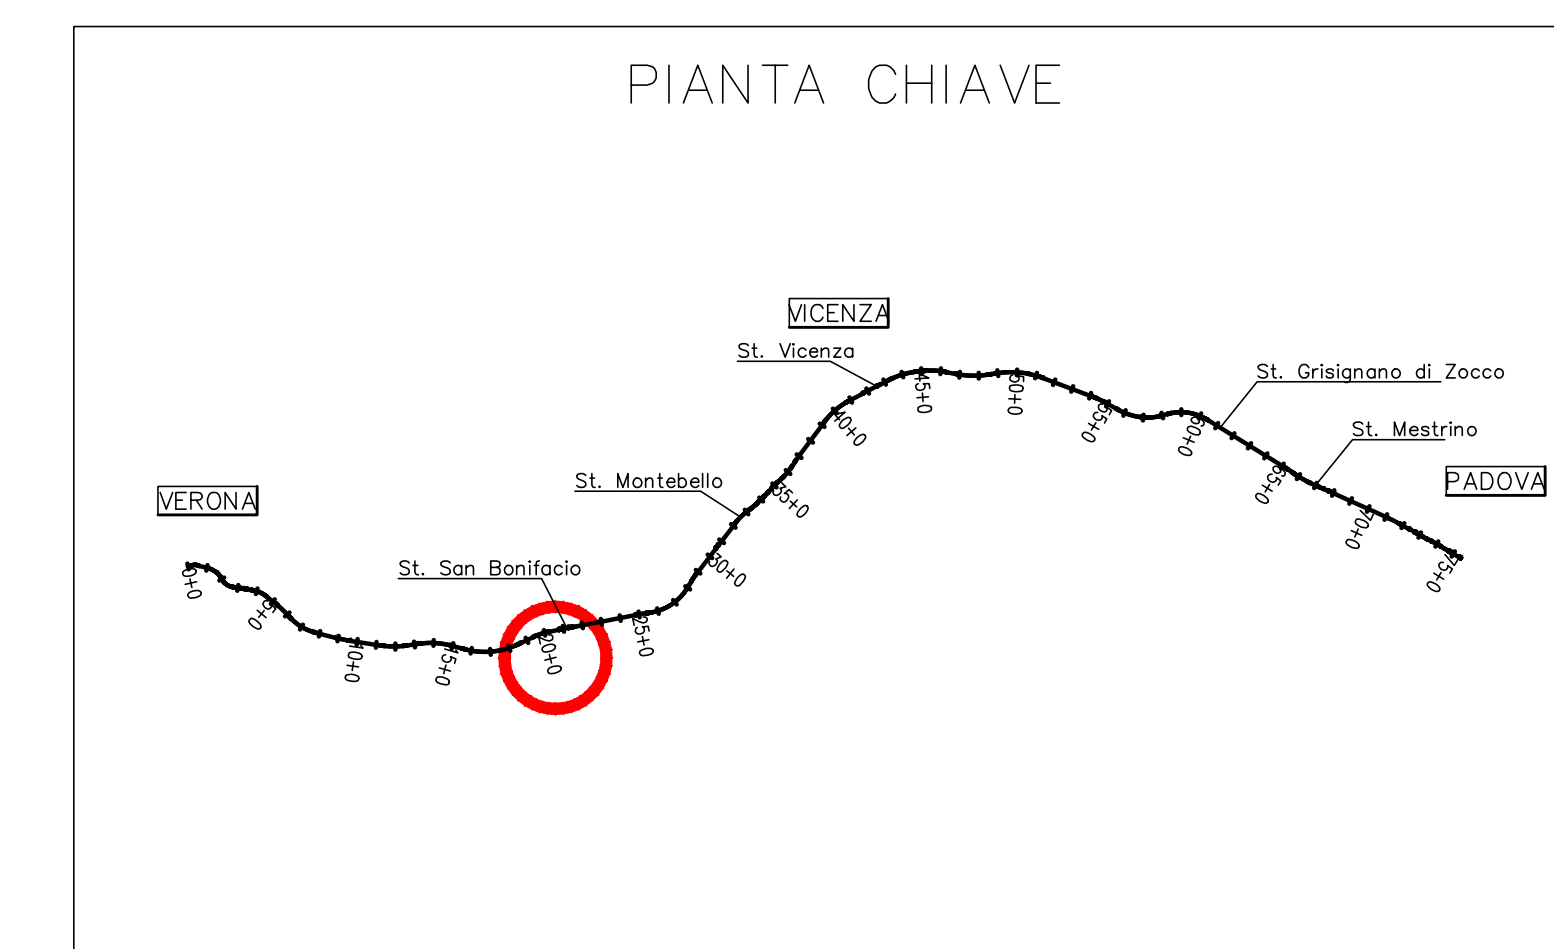 PIANTA CHIAVE
VICENZA
St. Vicenza
St. Grisignano di Zocco
St. Mestrino
PADOVA
St. Montebello
VERONA
St. San Bonifacio
0+0
5+0
10+0
15+0
20+0
25+0
30+0
35+0
40+0
45+0
50+0
55+0
60+0
65+0
70+0
75+0